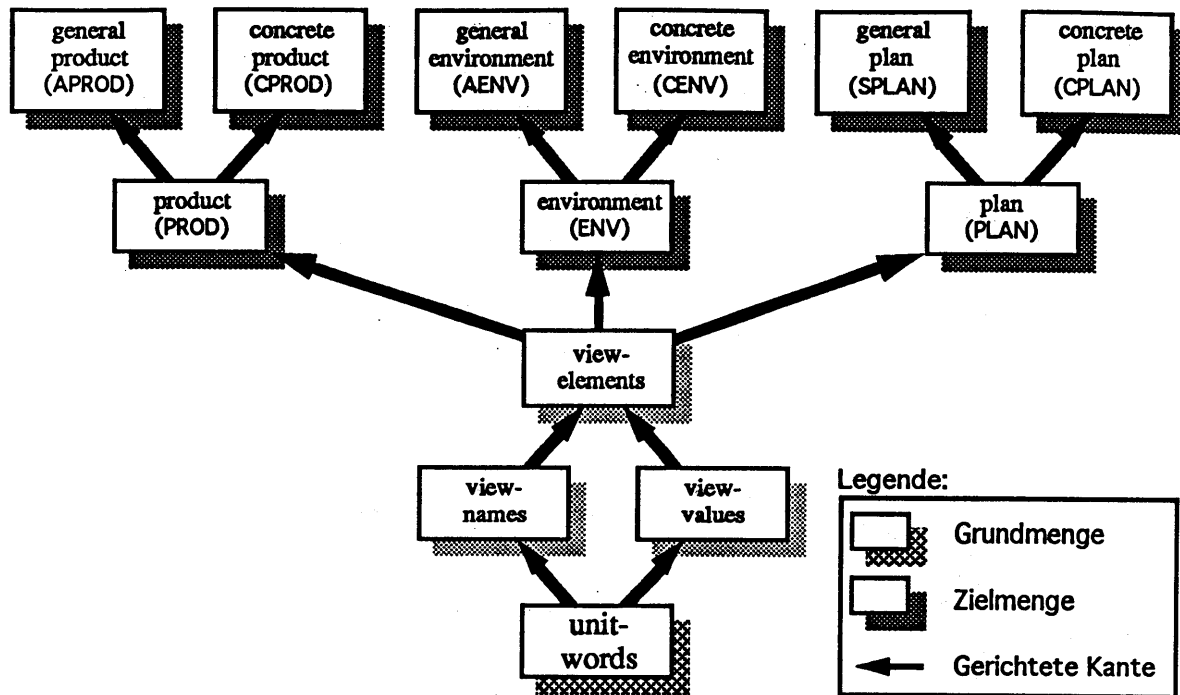 general
product
(APROD)
concrete
product
(CPROD)
general
environment
(AENV)
concrete
environment
(CENV)
general
plan
(SPLAN)
concrete
plan
(CPLAN)
product
(PROD)
environment
(ENV)
plan
(PLAN)
view-
elements
view-
names
view-
values
unit-
words
Legende:
Grundmenge
Zielmenge
Gerichtete Kante